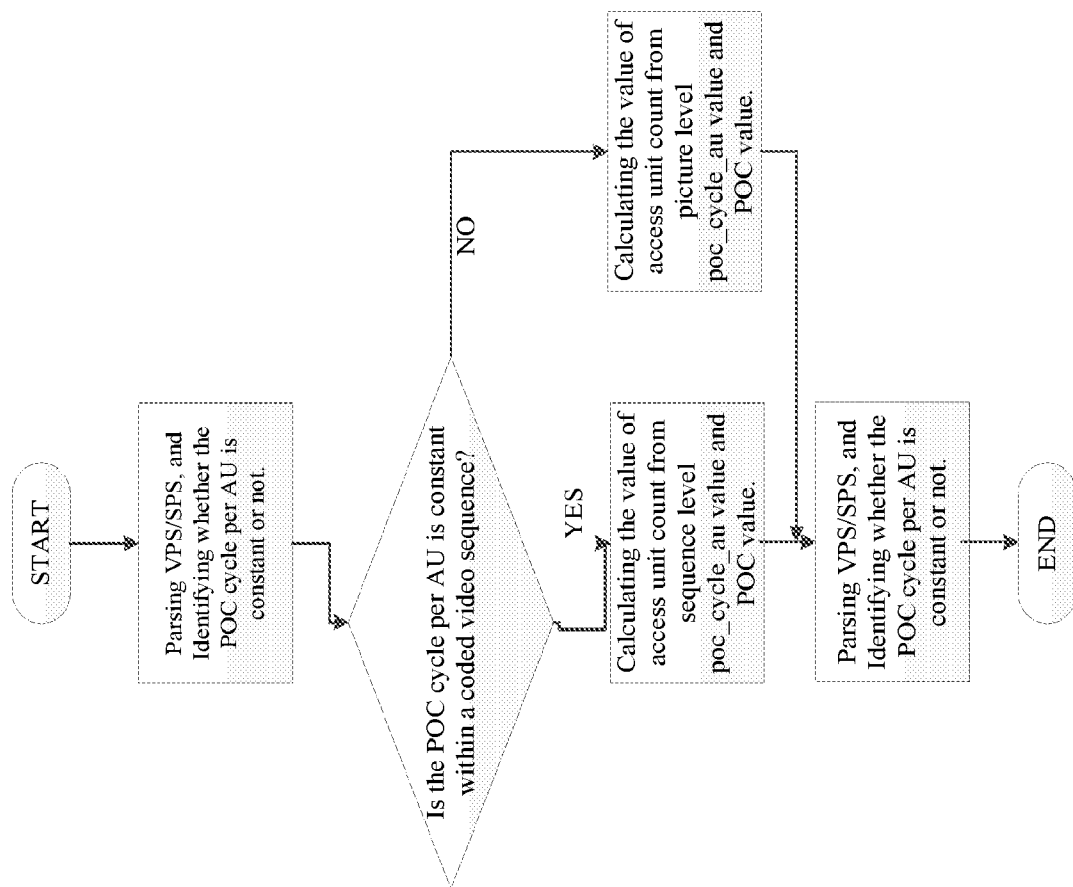 START
Parsing VPS/SPS, and
Identifying whether the
POC cycle per AU is
constant or not.
Is the POC cycle per AU is constant
within a coded video sequence?
YES
NO
Calculating the value of
access unit count from
sequence level
poc_cycle_au value and
POC value.
Calculating the value of
access unit count from
picture level
poc_cycle_au value and
POC value.
Parsing VPS/SPS, and
Identifying whether the
POC cycle per AU is
constant or not.
END